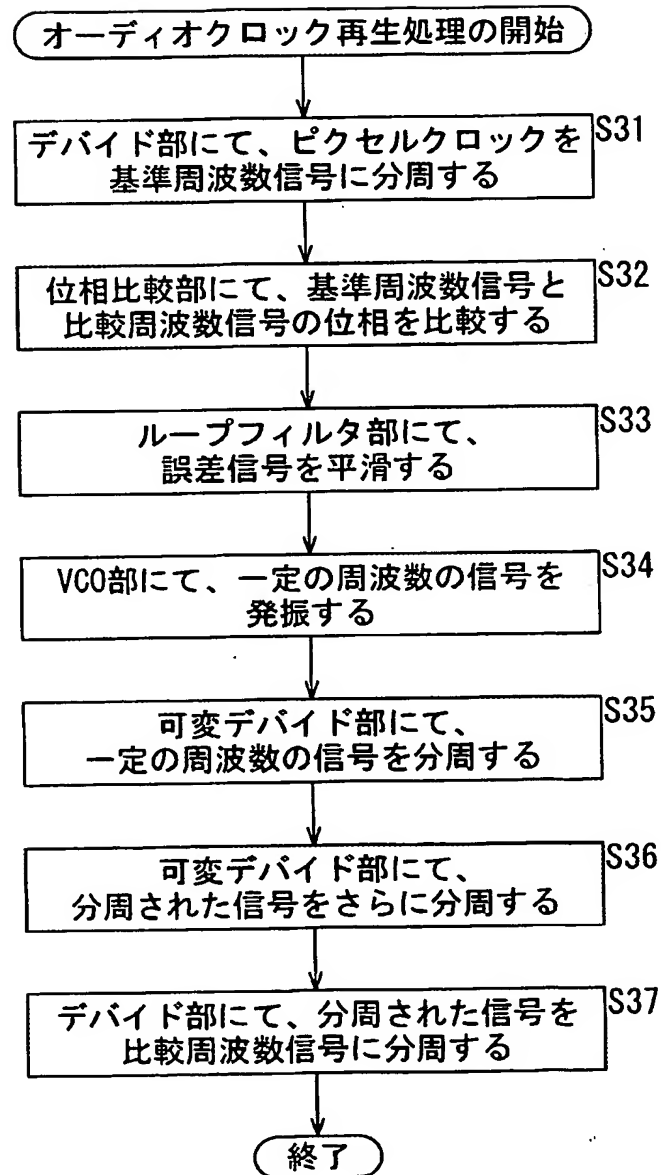 オーディオクロック再生処理の開始
デバイド部にて、ピクセルクロックを
基準周波数信号に分周する
S31
位相比較部にて、基準周波数信号と
比較周波数信号の位相を比較する
S32
ループフィルタ部にて、
誤差信号を平滑する
S33
VCO部にて、一定の周波数の信号を
発振する
S34
可変デバイド部にて、
一定の周波数の信号を分周する
S35
可変デバイド部にて、
分周された信号をさらに分周する
S36
デバイド部にて、分周された信号を
比較周波数信号に分周する
S37
終了